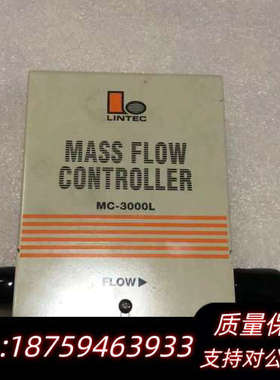 LINTEC
MASS FLOW
CONTROLLER
MC-3000L
FLOW▶
质量保
:18759463933
支持对公